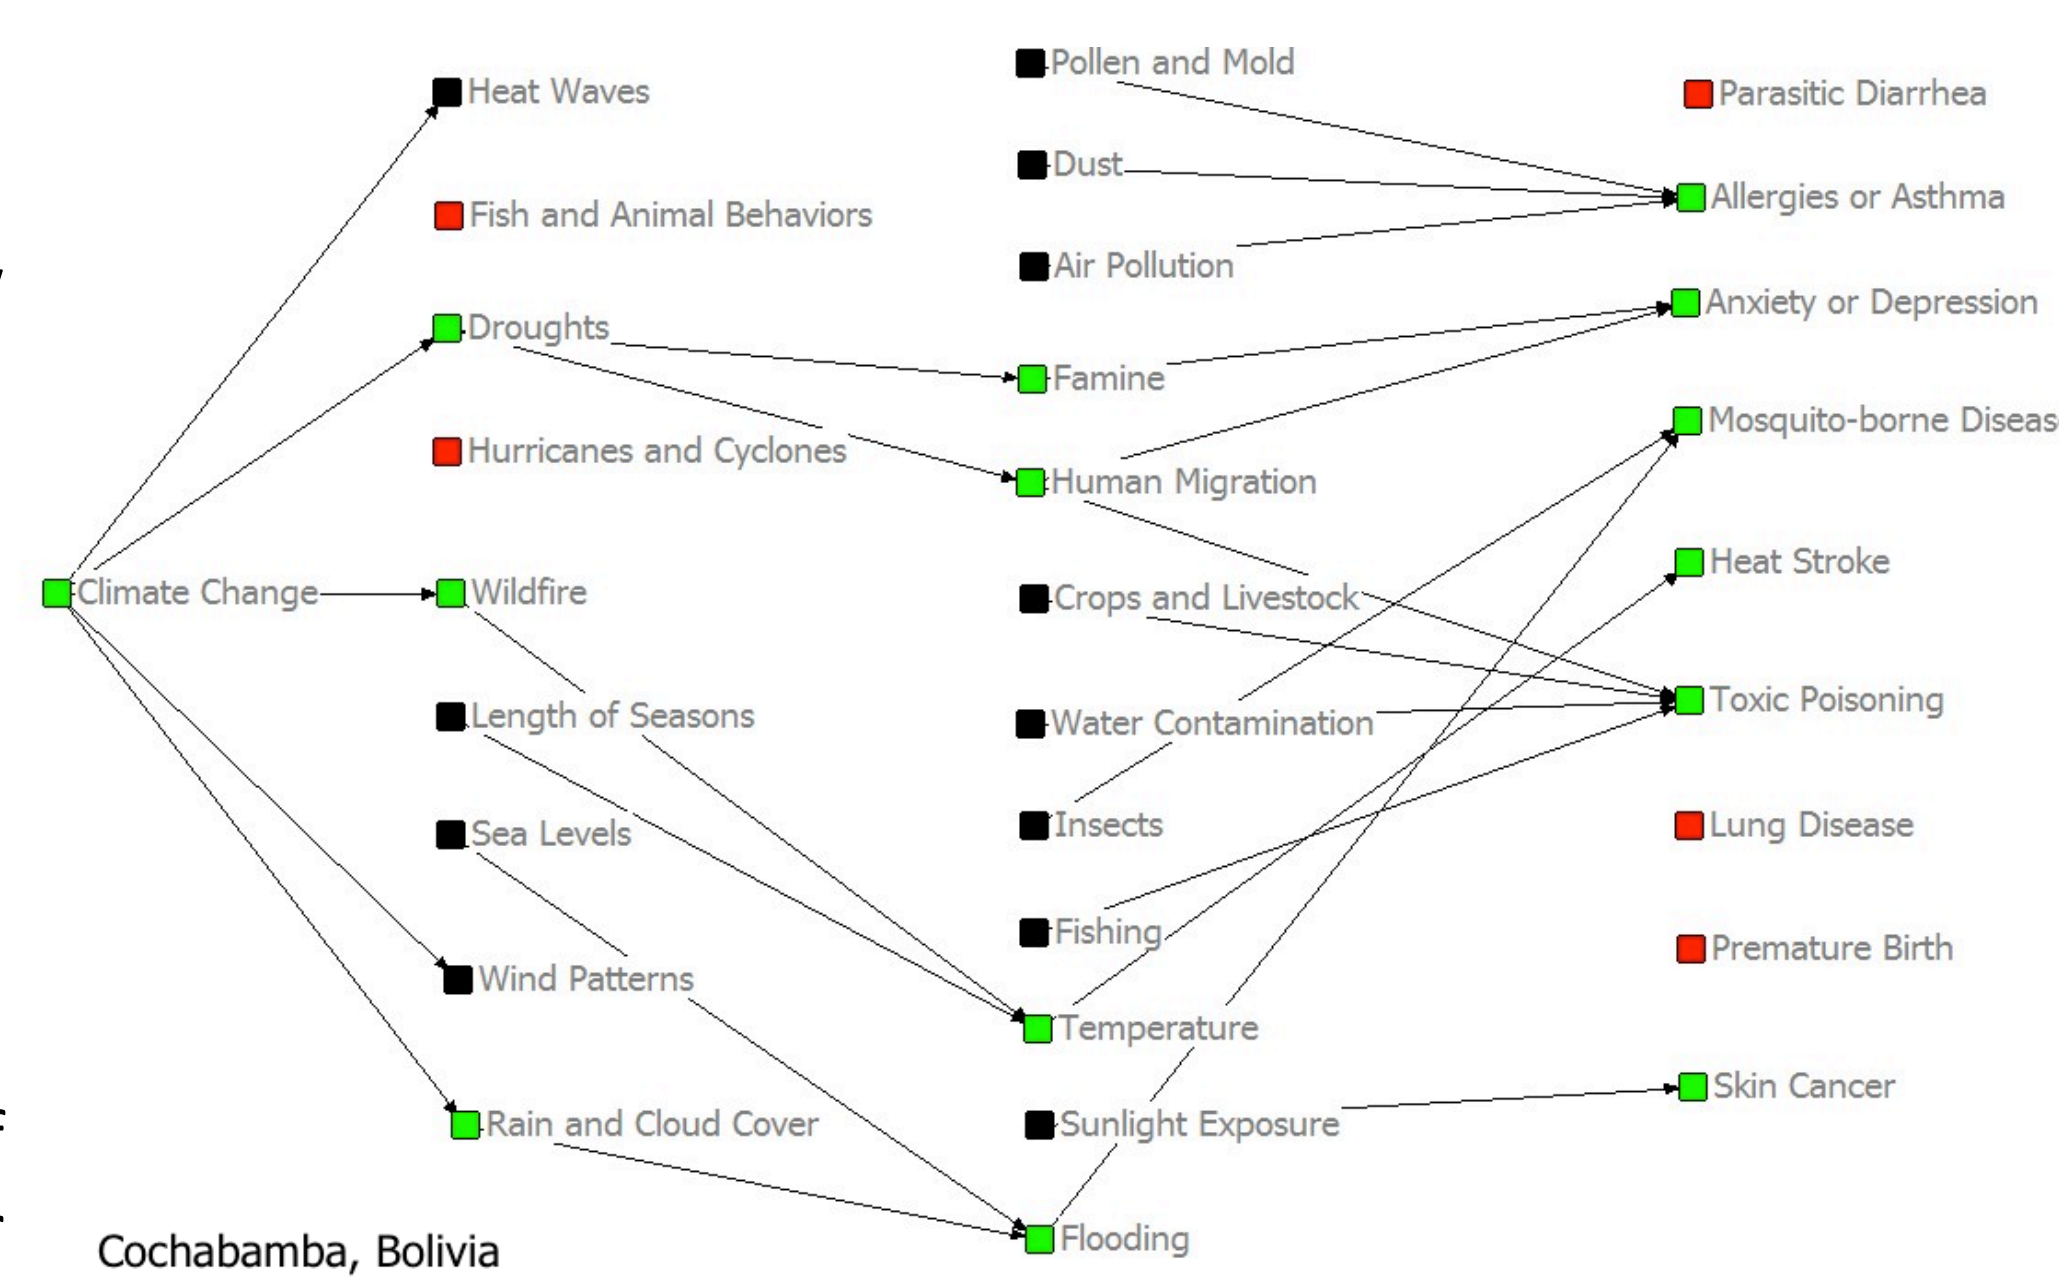 Heat Waves
Fish and Animal Behaviors
Droughts
Hurricanes and Cyclones
Climate Change
Wildfire
Length of Seasons
Sea Levels
Wind Patterns
Rain and Cloud Cover
Pollen and Mold
Dust
Air Pollution
Famine
Human Migration
Crops and Livestock
Water Contamination
Insects
Fishing
Temperature
Sunlight Exposure
Flooding
Parasitic Diarrhea
Allergies or Asthma
Anxiety or Depression
Mosquito-borne Diseas
Heat Stroke
Toxic Poisoning
Lung Disease
Premature Birth
Skin Cancer
Cochabamba, Bolivia